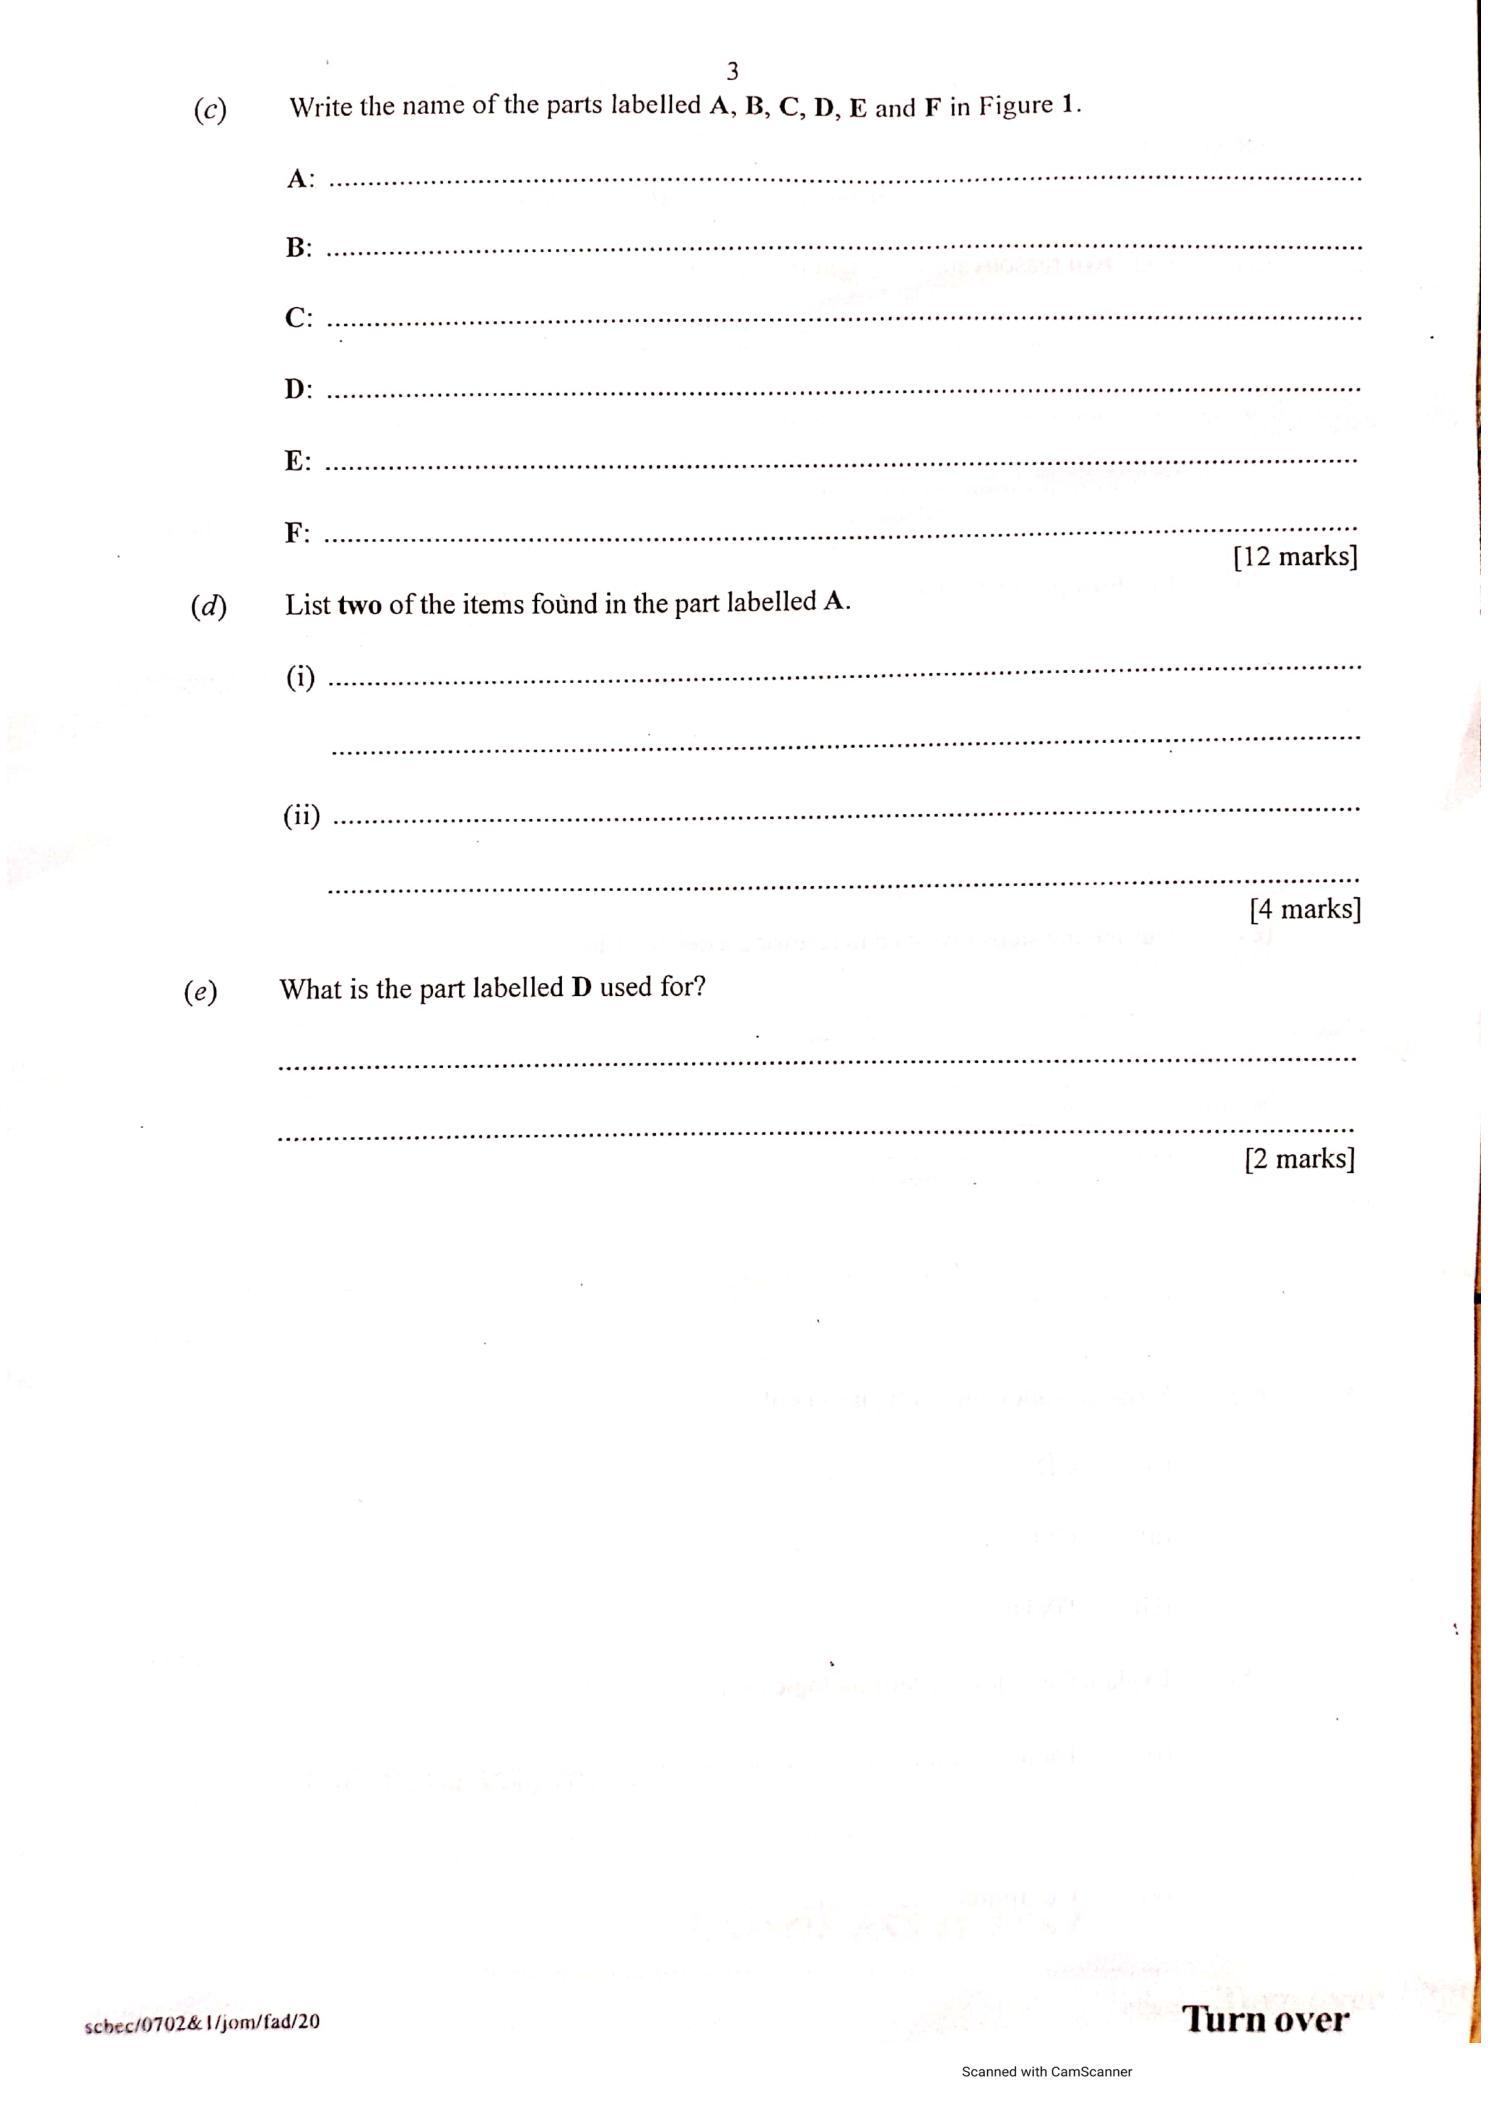 3
(c) Write the name of the parts labelled A, B, C, D, E and F in Figure 1.
A: ........................................
B: ........................................
C: ........................................
D: ........................................
E: ........................................
F: ........................................
[12 marks]
(d) List two of the items found in the part labelled A.
(i) ........................................
........................................
(ii) ........................................
........................................
[4 marks]
(e) What is the part labelled D used for?
........................................
........................................
[2 marks]
scbec/0702&1/jom/fad/20
Turn over
Scanned with CamScanner